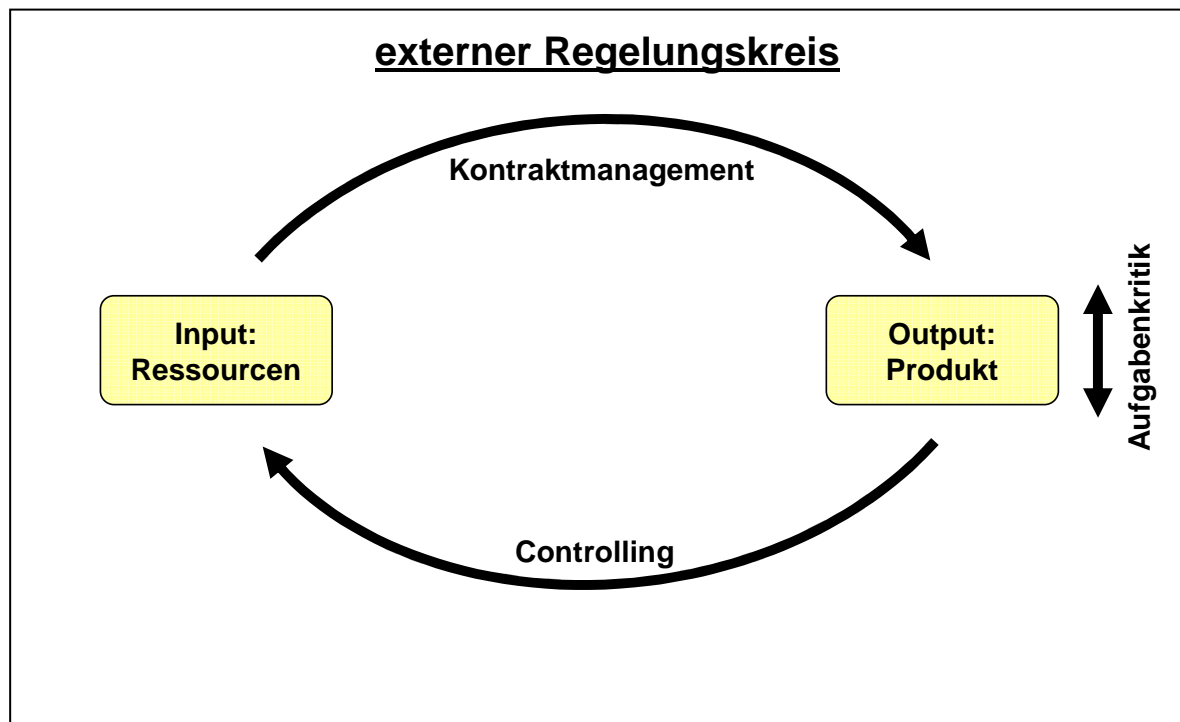 externer Regelungskreis
Kontraktmanagement
Input:
Ressourcen
Output:
Produkt
Aufgabenkritik
Controlling